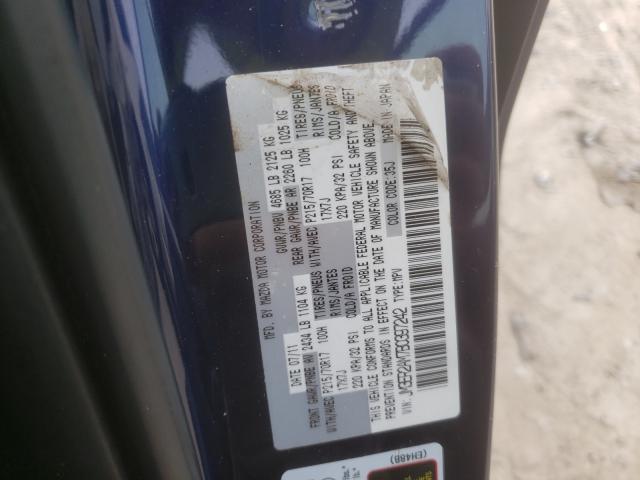 MFD. BY MAZDA MOTOR CORPORATION
DATE 07/11 GVWR/PNBV 4685 LB 2125 KG
FRONT GAWR/PNBE AV 2434 LB 1104 KG REAR GAWR/PNBE AR 2260 LB 1025 KG
WITH/AVEC P215/70R17 100H TIRES/PNEUS WITH/AVEC P215/70R17 100H TIRES/PNEUS
17X7J RIMS/JANTES 17X7J RIMS/JANTES
220 KPA/32 PSI COLD/A FROID 220 KPA/32 PSI COLD/A FROID
THIS VEHICLE CONFORMS TO ALL APPLICABLE FEDERAL MOTOR VEHICLE SAFETY AND THEFT
PREVENTION STANDARDS IN EFFECT ON THE DATE OF MANUFACTURE SHOWN ABOVE.
VIN: TYPE:MPV COLOR CODE:35J MADE IN JAPAN
(EH48B)